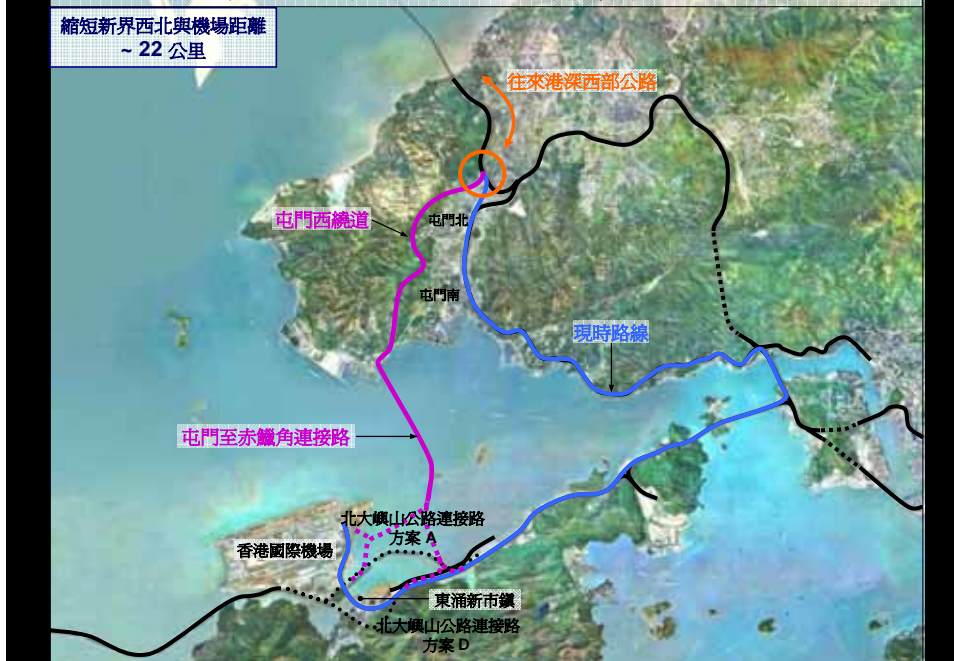 縮短新界西北與機場距離
~ 22 公里
往來港深西部公路
屯門西繞道
屯門北
屯門南
現時路線
屯門至赤鱲角連接路
北大嶼山公路連接路
方案 A
香港國際機場
東涌新市鎮
北大嶼山公路連接路
方案 D